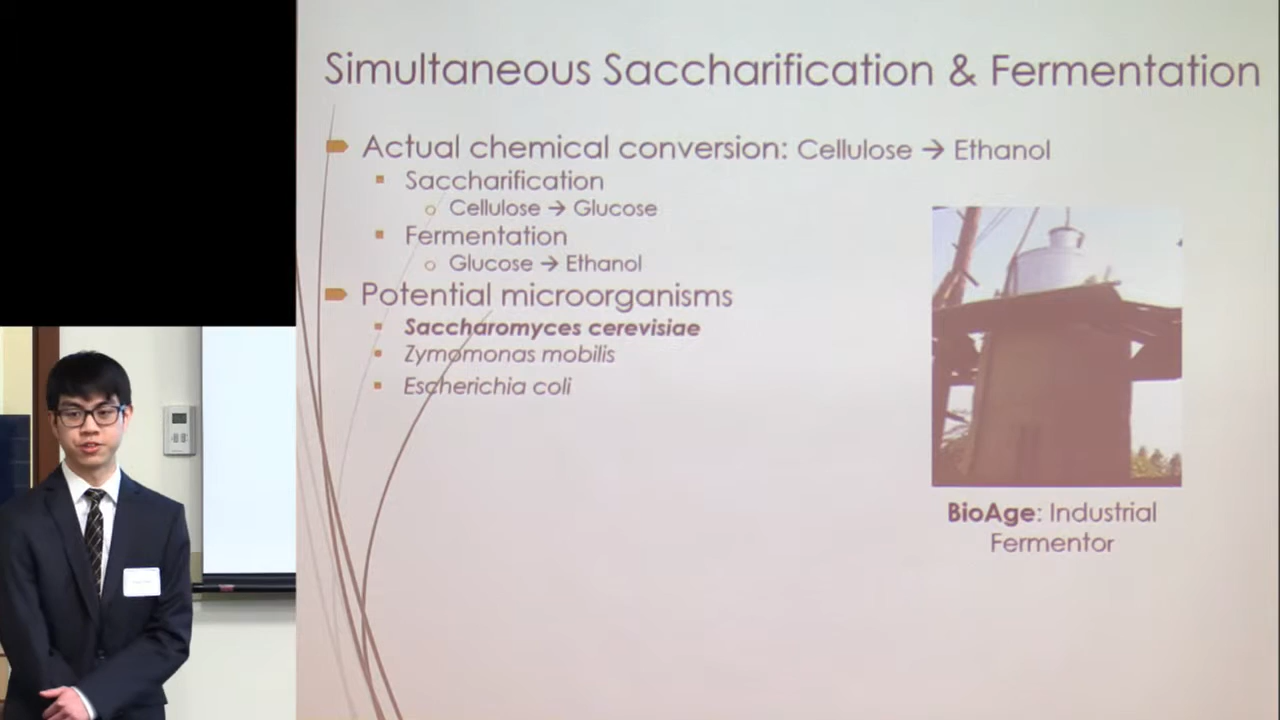 Simultaneous Saccharification & Fermentation
Actual chemical conversion: Cellulose → Ethanol
Saccharification
Cellulose → Glucose
Fermentation
Glucose → Ethanol
Potential microorganisms
Saccharomyces cerevisiae
Zymomonas mobilis
Escherichia coli
BioAge: Industrial
Fermentor